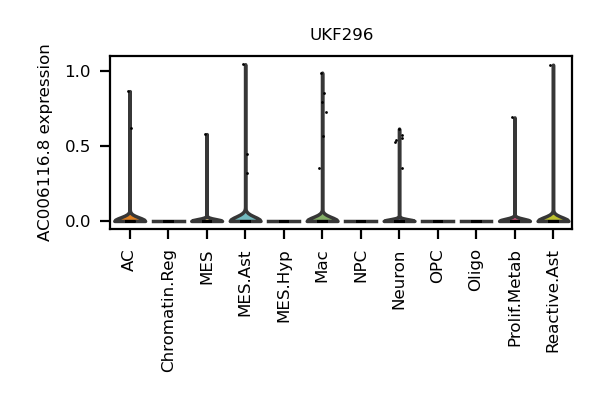 UKF296
AC006116.8 expression
1.0
0.5
0.0
AC
Chromatin.Reg
MES
MES.Ast
MES.Hyp
Mac
NPC
Neuron
OPC
Oligo
Prolif.Metab
Reactive.Ast